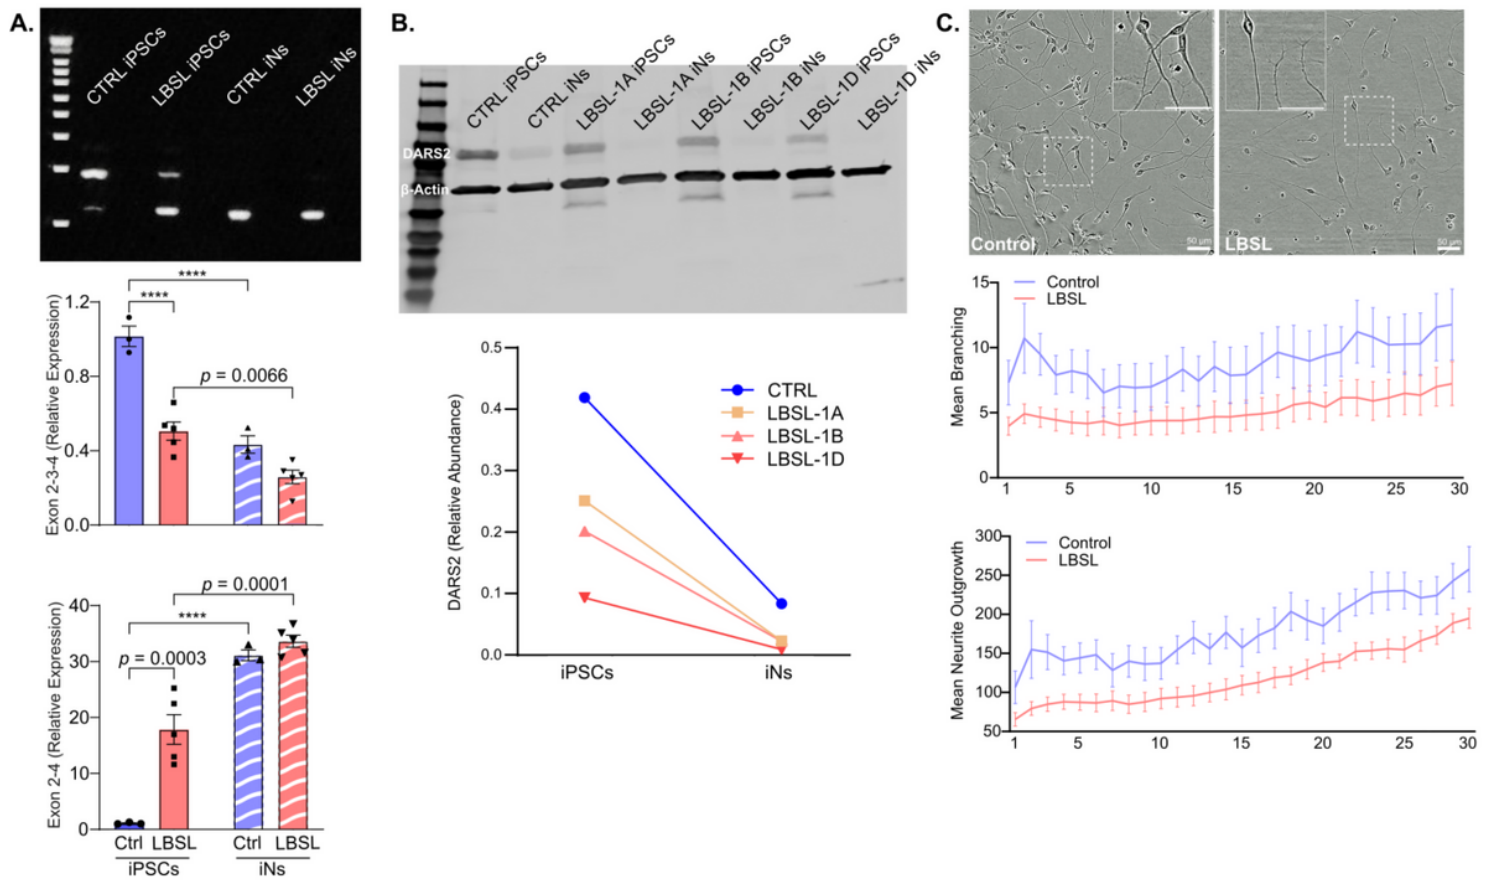 A.
CTRL iPSCs
LBSL iPSCs
CTRL iNs
LBSL iNs
****
****
p = 0.0066
Exon 2-3-4 (Relative Expression)
1.2
0.8
0.4
0.0
p = 0.0001
****
p = 0.0003
Exon 2-4 (Relative Expression)
40
30
20
10
0
Ctrl LBSL Ctrl LBSL
iPSCs iNs
B.
CTRL iPSCs
CTRL iNs
LBSL-1A iPSCs
LBSL-1A iNs
LBSL-1B iPSCs
LBSL-1B iNs
LBSL-1D iPSCs
LBSL-1D iNs
DARS2
β-Actin
DARS2 (Relative Abundance)
0.5
0.4
0.3
0.2
0.1
0.0
CTRL
LBSL-1A
LBSL-1B
LBSL-1D
iPSCs iNs
C.
Control
50 µm
LBSL
50 µm
Mean Branching
15
10
5
0
Control
LBSL
1 5 10 15 20 25 30
Mean Neurite Outgrowth
300
250
200
150
100
50
Control
LBSL
1 5 10 15 20 25 30